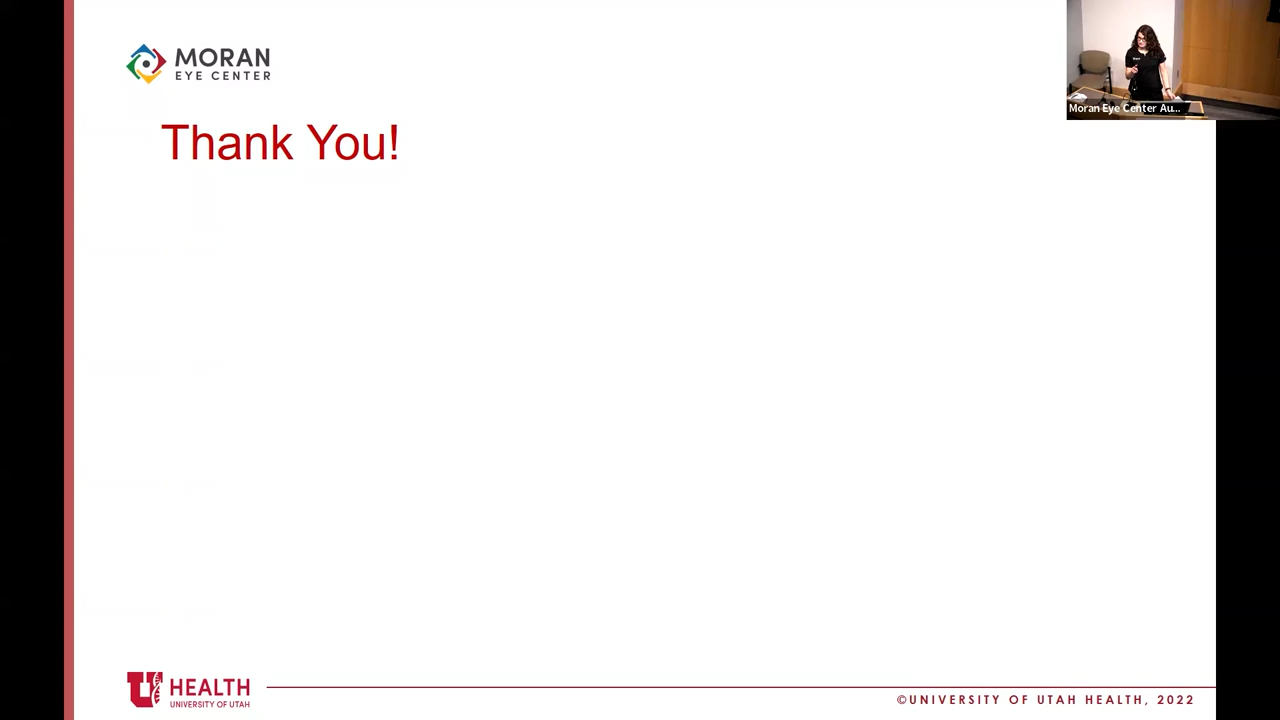 MORAN
EYE CENTER
Moran Eye Center Au...
Thank You!
HEALTH
UNIVERSITY OF UTAH
©UNIVERSITY OF UTAH HEALTH, 2022